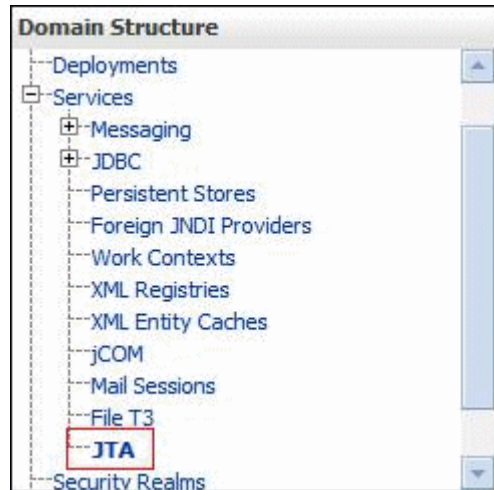 Domain Structure
Deployments
Services
Messaging
JDBC
Persistent Stores
Foreign JNDI Providers
Work Contexts
XML Registries
XML Entity Caches
jCOM
Mail Sessions
File T3
JTA
Security Realms